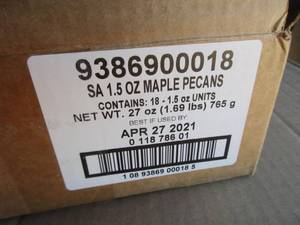 9386900018
SA 1.5 OZ MAPLE PECANS
CONTAINS: 18 - 1.5 oz UNITS
NET WT. 27 oz (1.69 lbs) 765 g
BEST IF USED BY
APR 27 2021
0 118 786 01
1 08 93869 00018 5